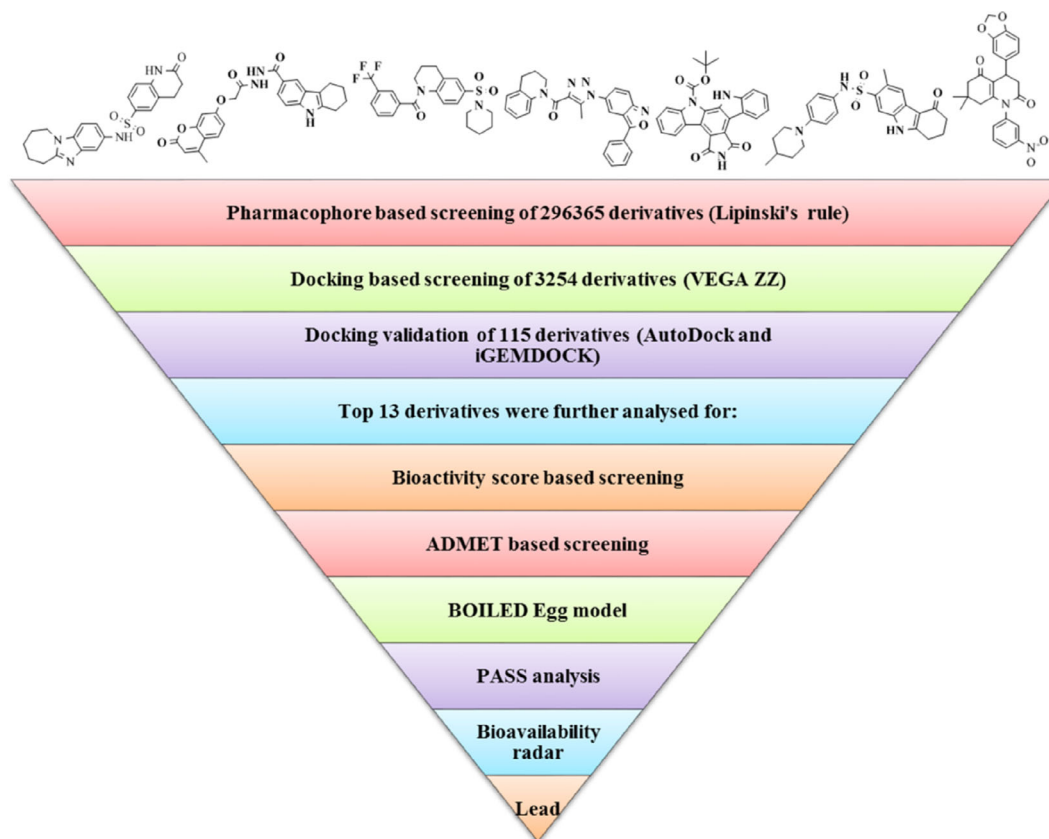 Pharmacophore based screening of 296365 derivatives (Lipinski's rule)
Docking based screening of 3254 derivatives (VEGA ZZ)
Docking validation of 115 derivatives (AutoDock and
iGEMDOCK)
Top 13 derivatives were further analysed for:
Bioactivity score based screening
ADMET based screening
BOILED Egg model
PASS analysis
Bioavailability
radar
Lead